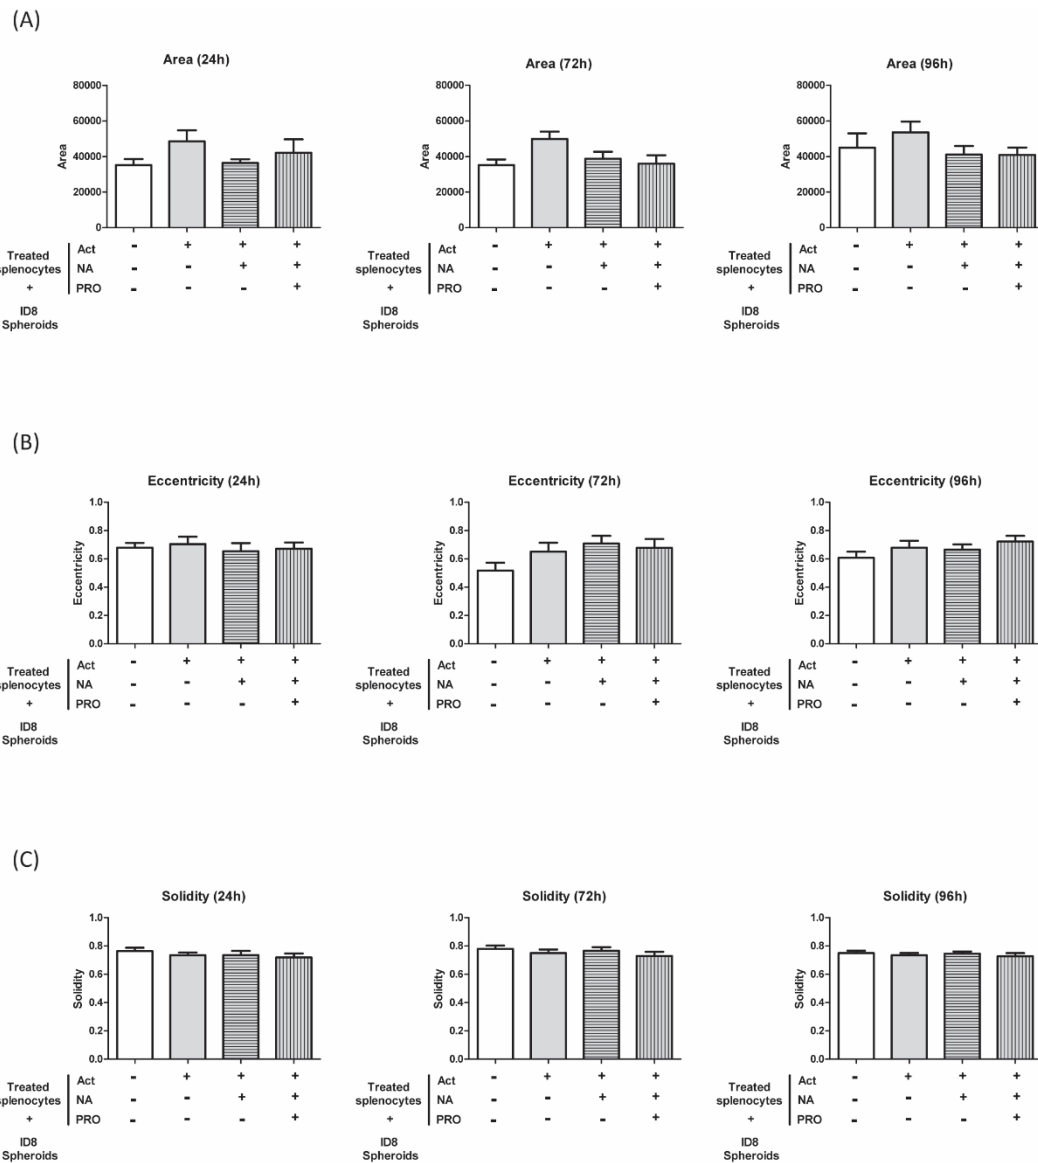 (A)
Area (24h)
Area (72h)
Area (96h)
80000
60000
40000
20000
0
Area
80000
60000
40000
20000
0
Area
80000
60000
40000
20000
0
Area
Act - + + +
Treated splenocytes NA - - + +
+ PRO - - - +
ID8
Spheroids
Act - + + +
Treated splenocytes NA - - + +
+ PRO - - - +
ID8
Spheroids
Act - + + +
Treated splenocytes NA - - + +
+ PRO - - - +
ID8
Spheroids
(B)
Eccentricity (24h)
Eccentricity (72h)
Eccentricity (96h)
1.0
0.8
0.6
0.4
0.2
0.0
Eccentricity
1.0
0.8
0.6
0.4
0.2
0.0
Eccentricity
1.0
0.8
0.6
0.4
0.2
0.0
Eccentricity
Act - + + +
Treated splenocytes NA - - + +
+ PRO - - - +
ID8
Spheroids
Act - + + +
Treated splenocytes NA - - + +
+ PRO - - - +
ID8
Spheroids
Act - + + +
Treated splenocytes NA - - + +
+ PRO - - - +
ID8
Spheroids
(C)
Solidity (24h)
Solidity (72h)
Solidity (96h)
1.0
0.8
0.6
0.4
0.2
0.0
Solidity
1.0
0.8
0.6
0.4
0.2
0.0
Solidity
1.0
0.8
0.6
0.4
0.2
0.0
Solidity
Act - + + +
Treated splenocytes NA - - + +
+ PRO - - - +
ID8
Spheroids
Act - + + +
Treated splenocytes NA - - + +
+ PRO - - - +
ID8
Spheroids
Act - + + +
Treated splenocytes NA - - + +
+ PRO - - - +
ID8
Spheroids